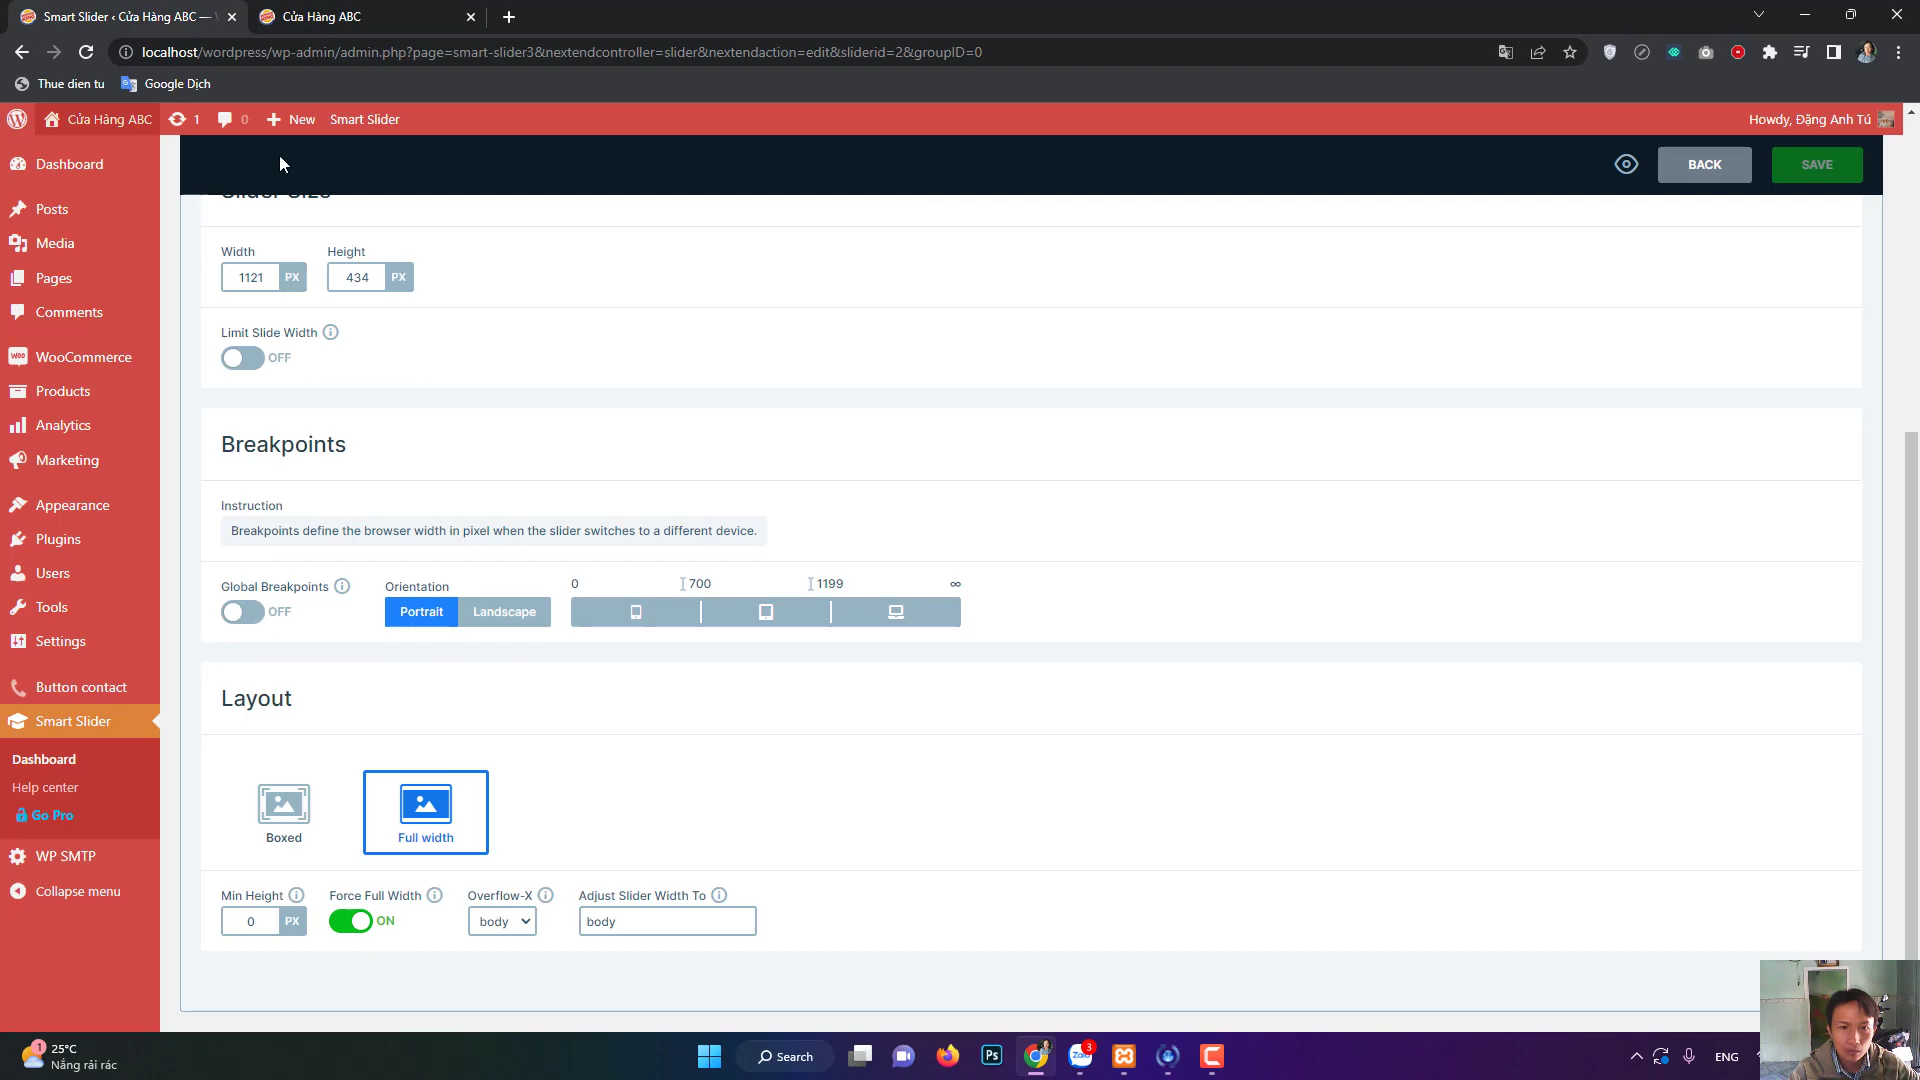 Smart Slider ‹ Cửa Hàng ABC —
Cửa Hàng ABC
localhost/wordpress/wp-admin/admin.php?page=smart-slider3&nextendcontroller=slider&nextendaction=edit&sliderid=2&groupID=0
Thue dien tu
Google Dịch
Cửa Hàng ABC
1
0
New
Smart Slider
Howdy, Đặng Anh Tú
Dashboard
Posts
Media
Pages
Comments
WooCommerce
Products
Analytics
Marketing
Appearance
Plugins
Users
Tools
Settings
Button contact
Smart Slider
Dashboard
Help center
Go Pro
WP SMTP
Collapse menu
BACK
SAVE
Slider Size
Width
Height
1121 PX
434 PX
Limit Slide Width
OFF
Breakpoints
Instruction
Breakpoints define the browser width in pixel when the slider switches to a different device.
Global Breakpoints
OFF
Orientation
Portrait
Landscape
0
700
1199
∞
Layout
Boxed
Full width
Min Height
0 PX
Force Full Width
ON
Overflow-X
body
Adjust Slider Width To
body
1
25°C
Nắng rải rác
Search
Ps
Zalo
3
ENG